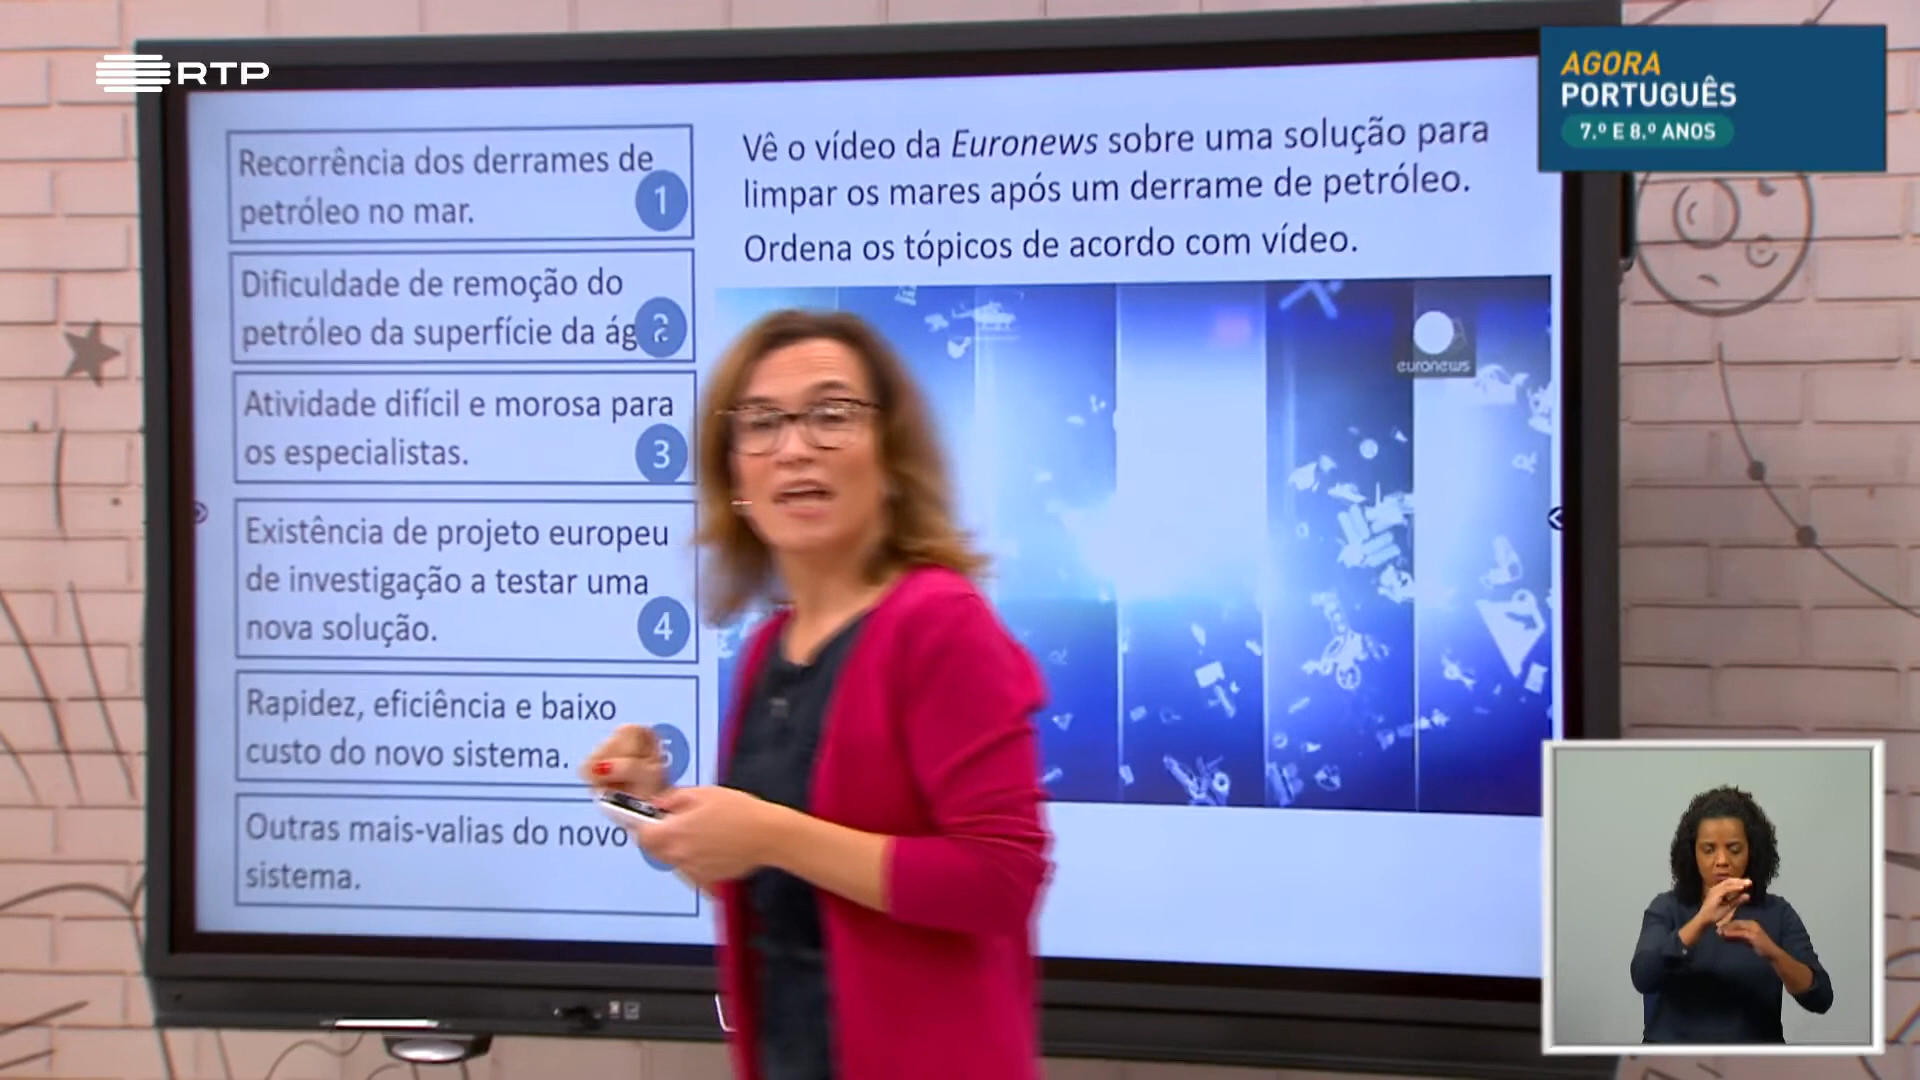 RTP
AGORA
PORTUGUÊS
7.º E 8.º ANOS
Recorrência dos derrames de
petróleo no mar.
1
Dificuldade de remoção do
petróleo da superfície da
2
Atividade difícil e morosa para
os especialistas.
3
Existência de projeto europeu
de investigação a testar uma
nova solução.
4
Rapidez, eficiência e baixo
custo do novo sistema.
5
Outras mais-valias do novo
sistema.
Vê o vídeo da Euronews sobre uma solução para
limpar os mares após um derrame de petróleo.
Ordena os tópicos de acordo com vídeo.
euronews